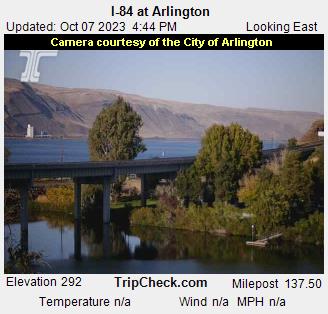 I-84 at Arlington
Updated: Oct 07 2023 4:44 PM Looking East
Camera courtesy of the City of Arlington
Elevation 292 TripCheck.com Milepost 137.50
Temperature n/a Wind n/a MPH n/a